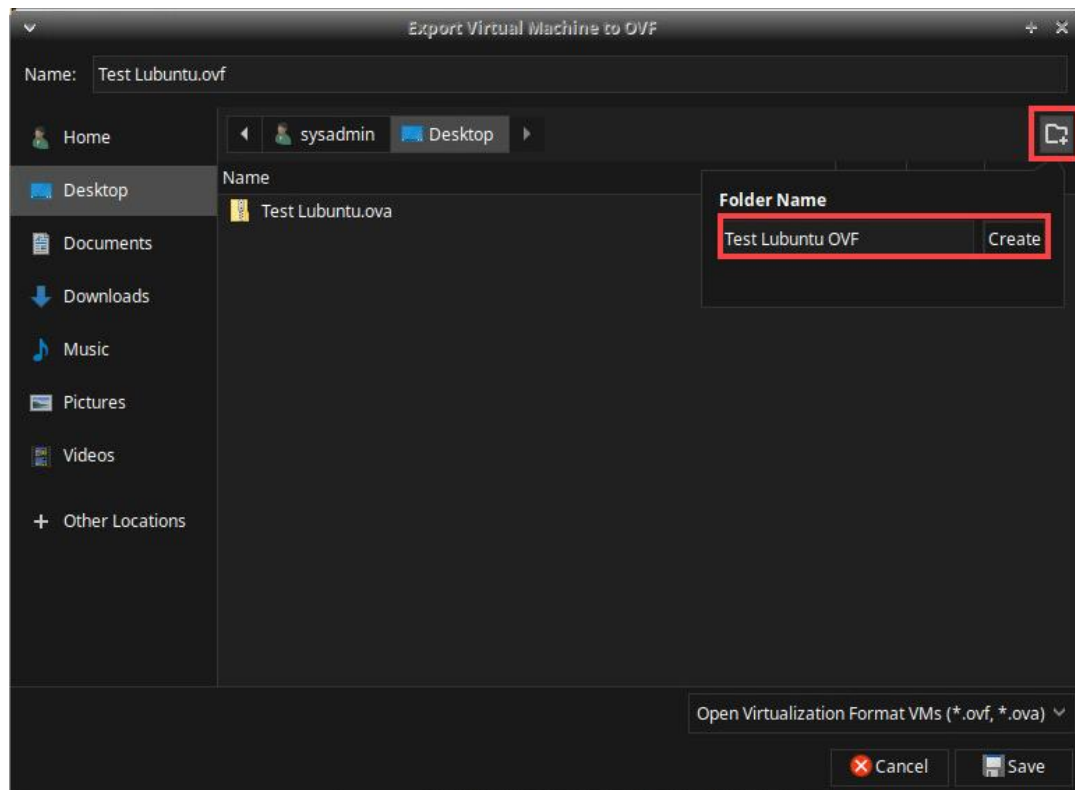 Export Virtual Machine to OVF
Name: Test Lubuntu.ovf
Home
sysadmin Desktop
Desktop
Name
Folder Name
Test Lubuntu.ova
Test Lubuntu OVF Create
Documents
Downloads
Music
Pictures
Videos
+ Other Locations
Open Virtualization Format VMs (*.ovf, *.ova)
Cancel Save